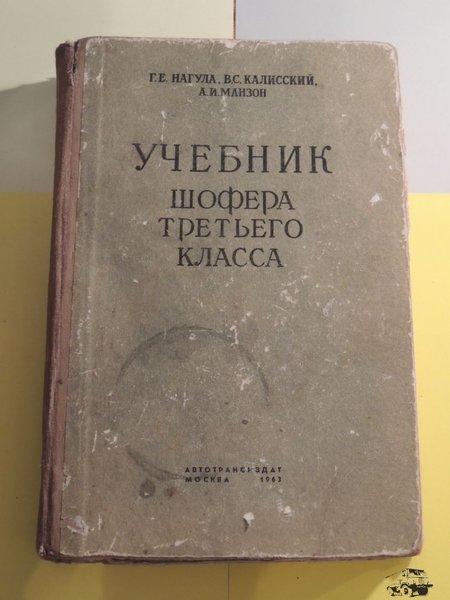 Г.Е. НАГУЛА, В.С. КАЛИССКИЙ,
А.И. МАНЗОН
УЧЕБНИК
ШОФЕРА
ТРЕТЬЕГО
КЛАССА
АВТОТРАНСИЗДАТ
МОСКВА 1963